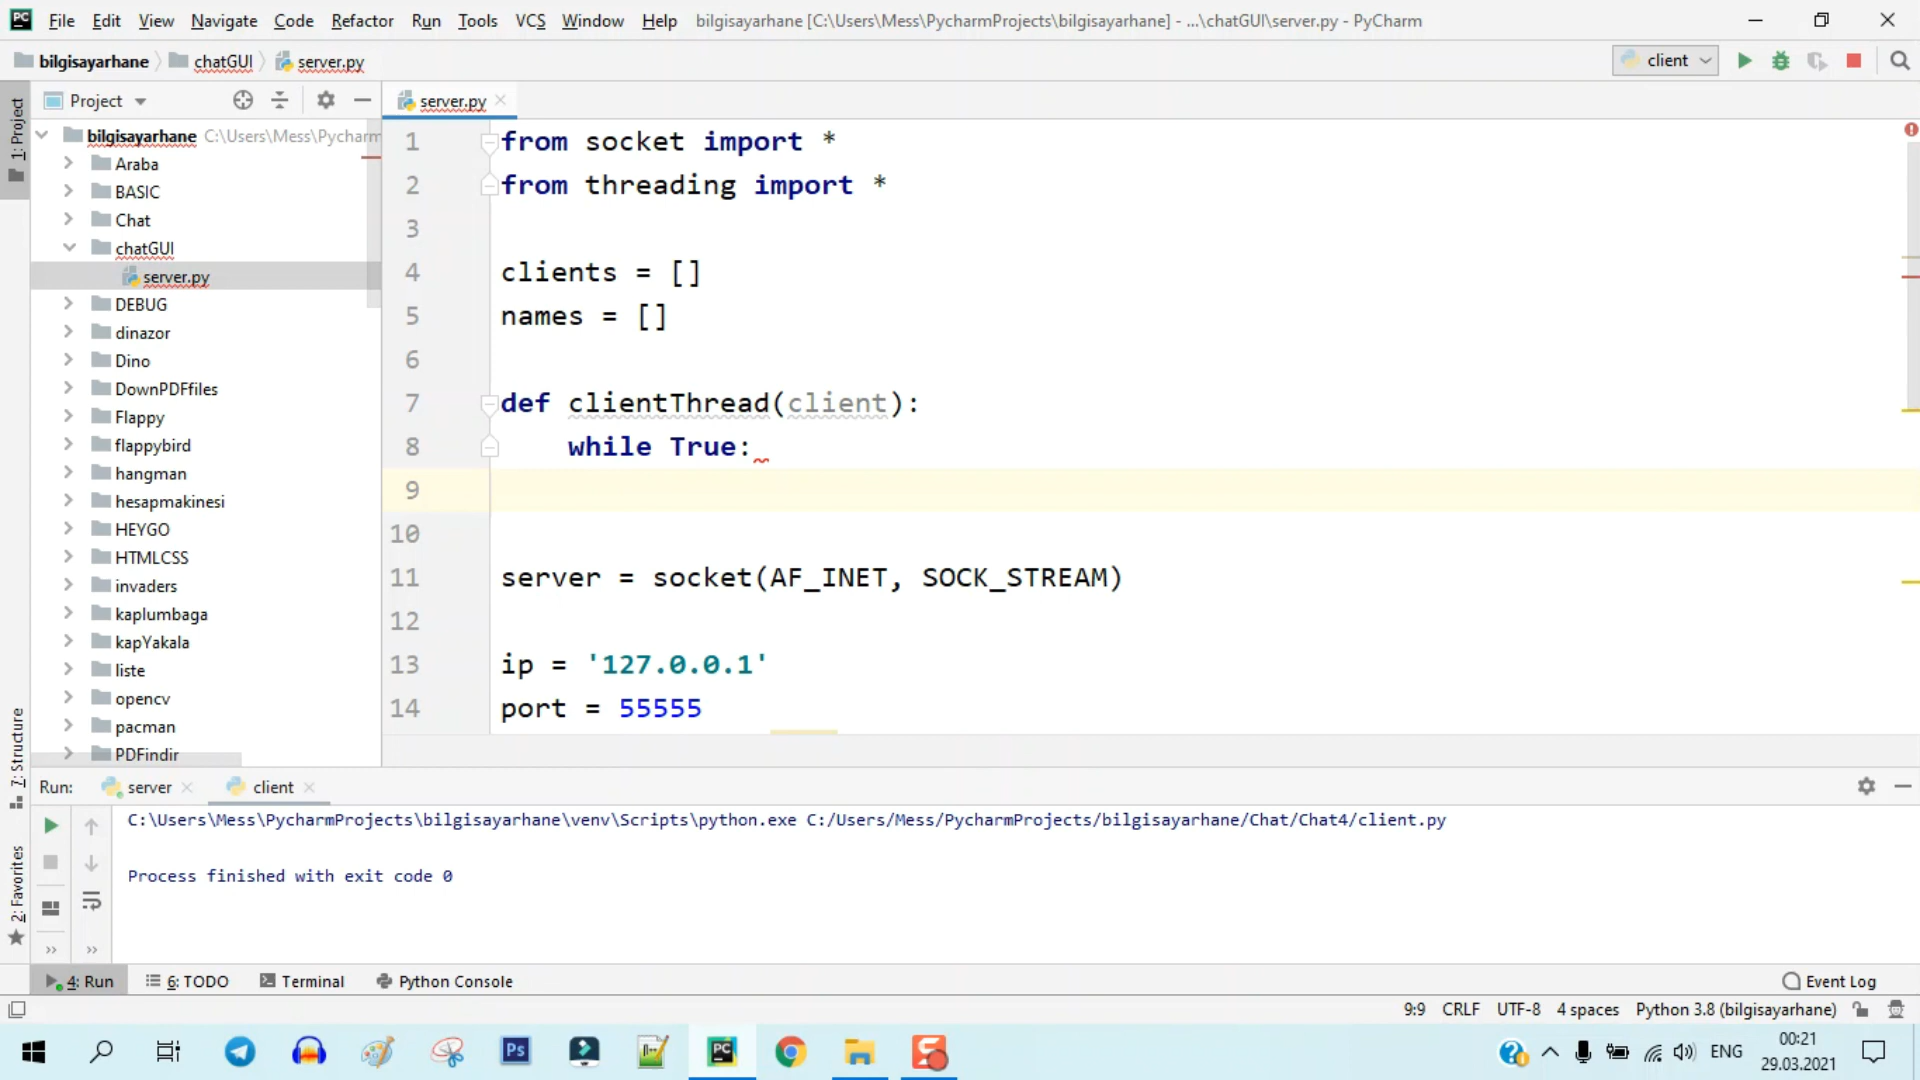 File Edit View Navigate Code Refactor Run Tools VCS Window Help bilgisayarhane [C:\Users\Mess\PycharmProjects\bilgisayarhane] - ...\chatGUI\server.py - PyCharm
bilgisayarhane chatGUI server.py client
1: Project
Project
bilgisayarhane C:\Users\Mess\Pycharm
Araba
BASIC
Chat
chatGUI
server.py
DEBUG
dinazor
Dino
DownPDFfiles
Flappy
flappybird
hangman
hesapmakinesi
HEYGO
HTMLCSS
invaders
kaplumbaga
kapYakala
liste
opencv
pacman
PDFindir
server.py
1 from socket import *
2 from threading import *
3
4 clients = []
5 names = []
6
7 def clientThread(client):
8     while True:
9
10
11 server = socket(AF_INET, SOCK_STREAM)
12
13 ip = '127.0.0.1'
14 port = 55555
7: Structure
2: Favorites
Run: server client
C:\Users\Mess\PycharmProjects\bilgisayarhane\venv\Scripts\python.exe C:/Users/Mess/PycharmProjects/bilgisayarhane/Chat/Chat4/client.py
Process finished with exit code 0
4: Run 6: TODO Terminal Python Console Event Log
9:9 CRLF UTF-8 4 spaces Python 3.8 (bilgisayarhane)
Ps PC ENG 00:21
29.03.2021